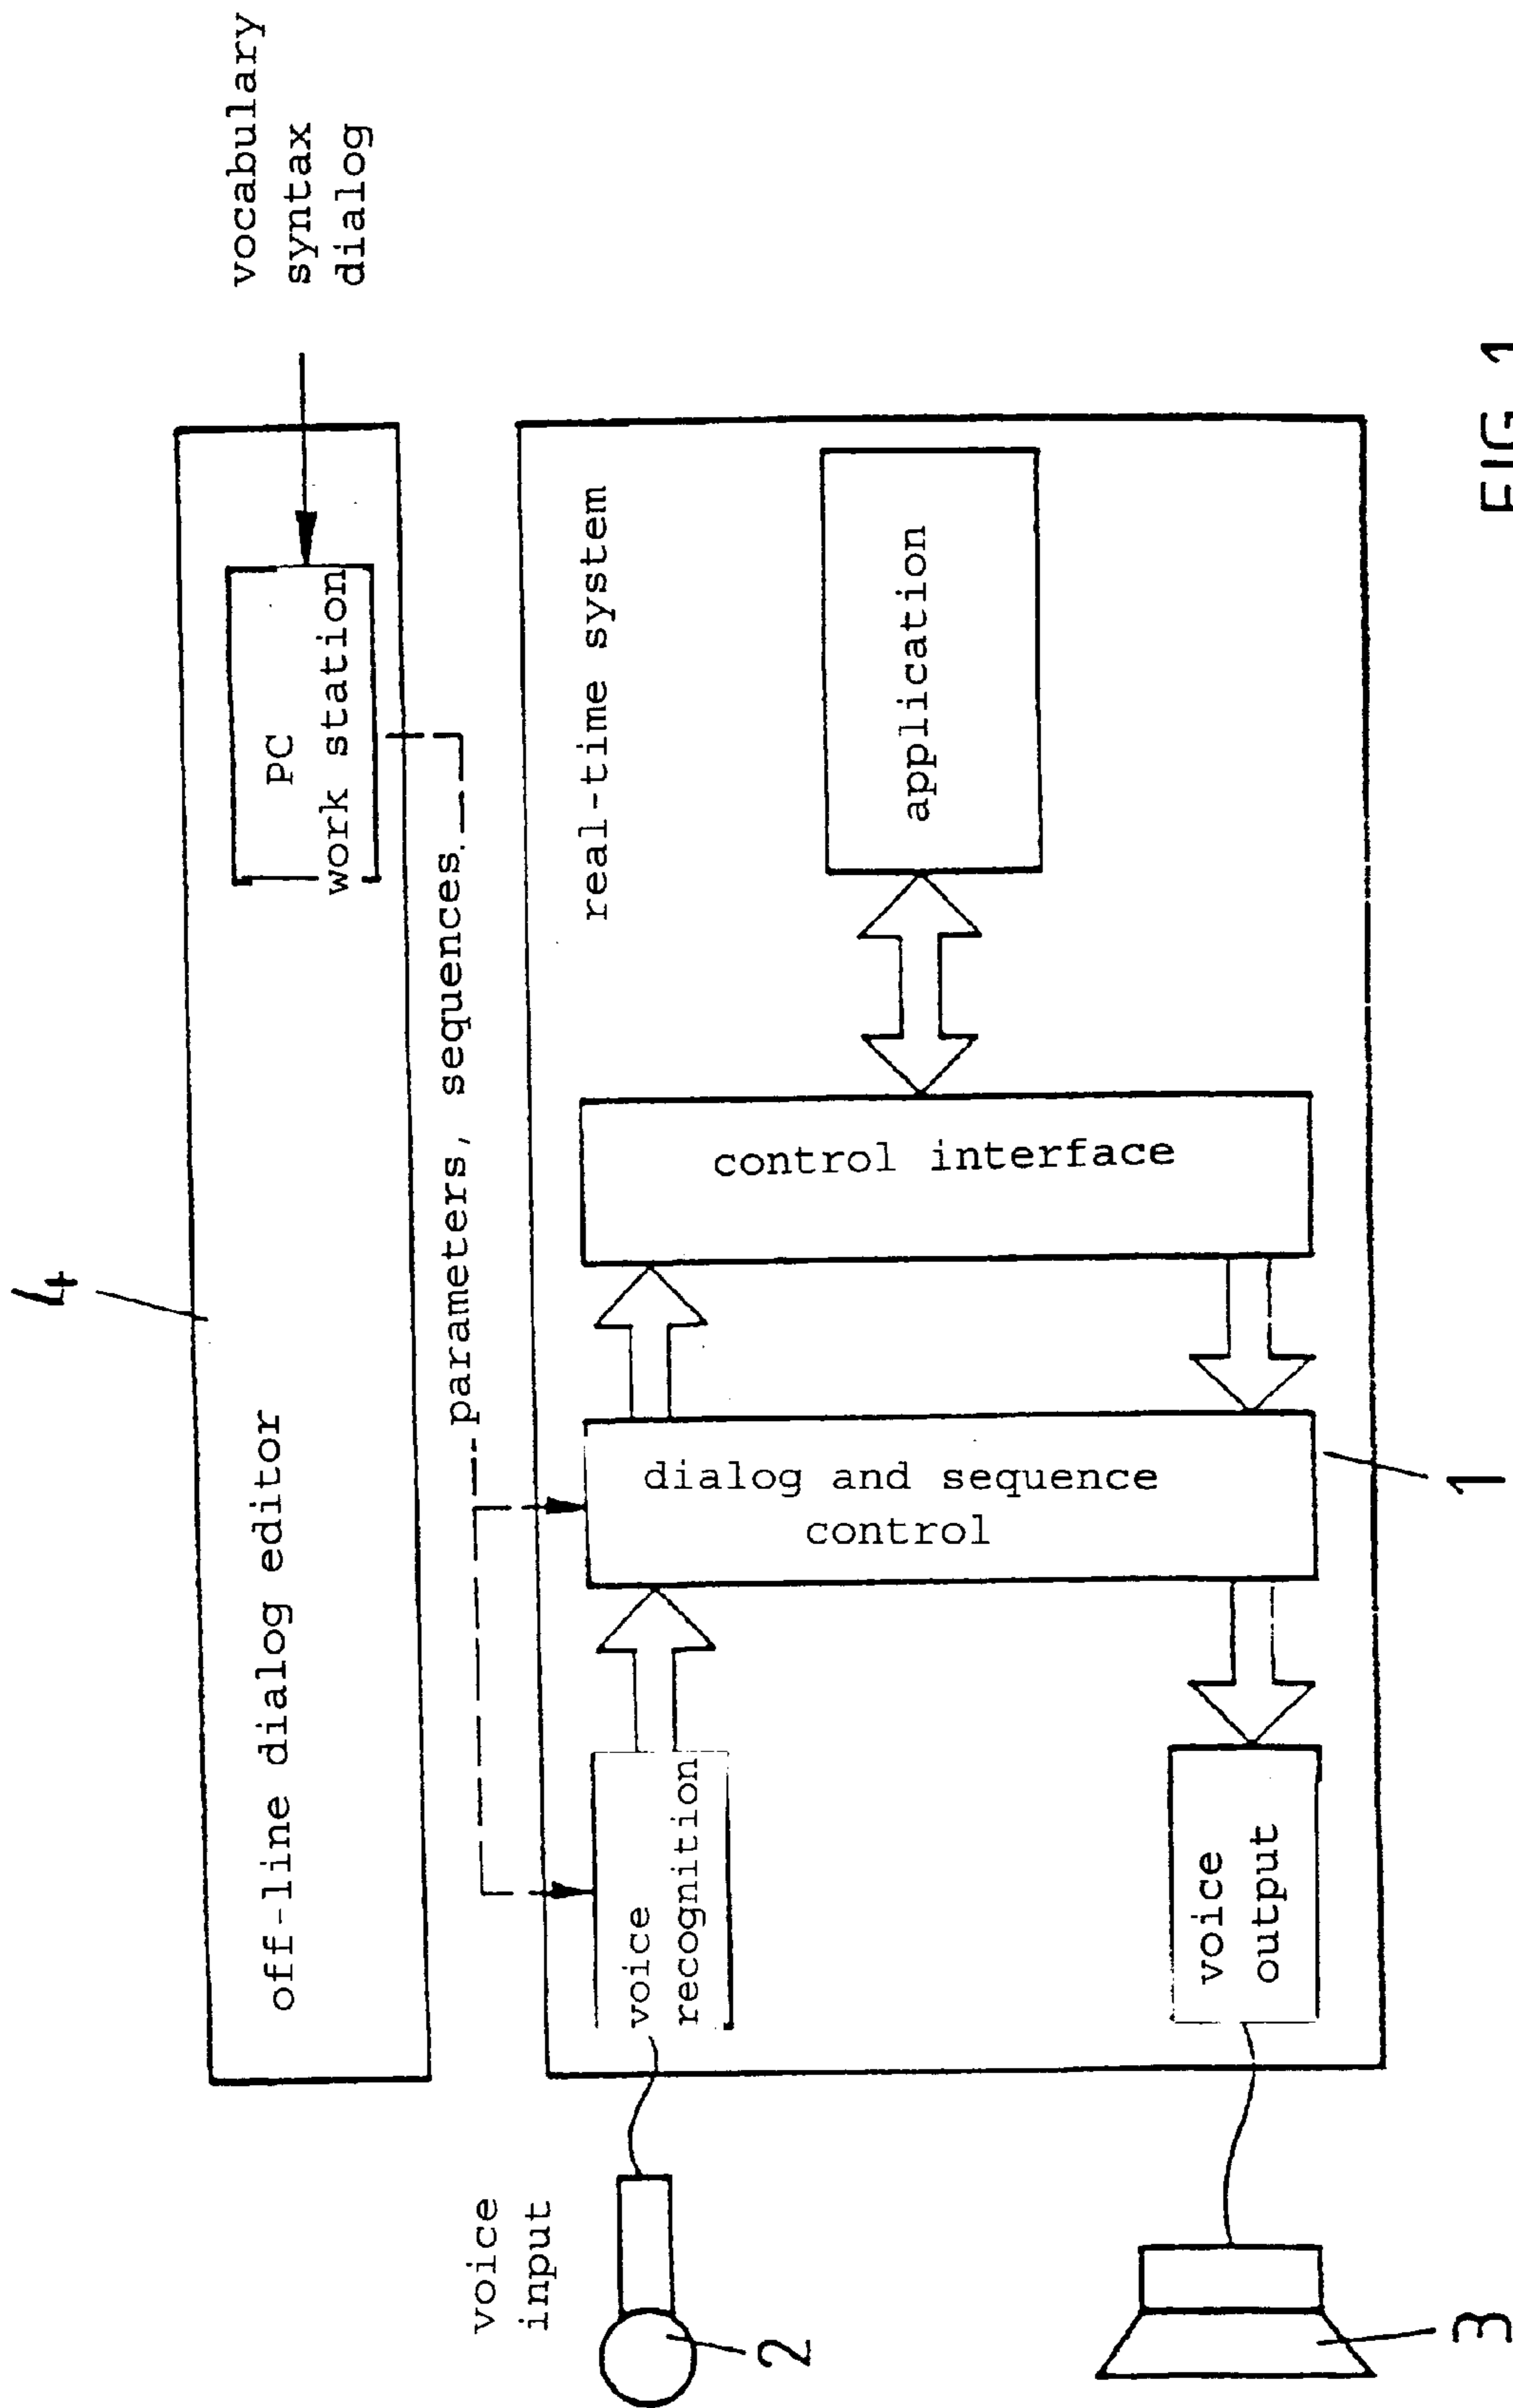 4
off-line dialog editor
PC
work station
vocabulary
syntax
dialog
parameters, sequences
real-time system
voice
input
2
voice
recognition
dialog and sequence
control
1
control interface
application
voice
output
3
FIG. 1